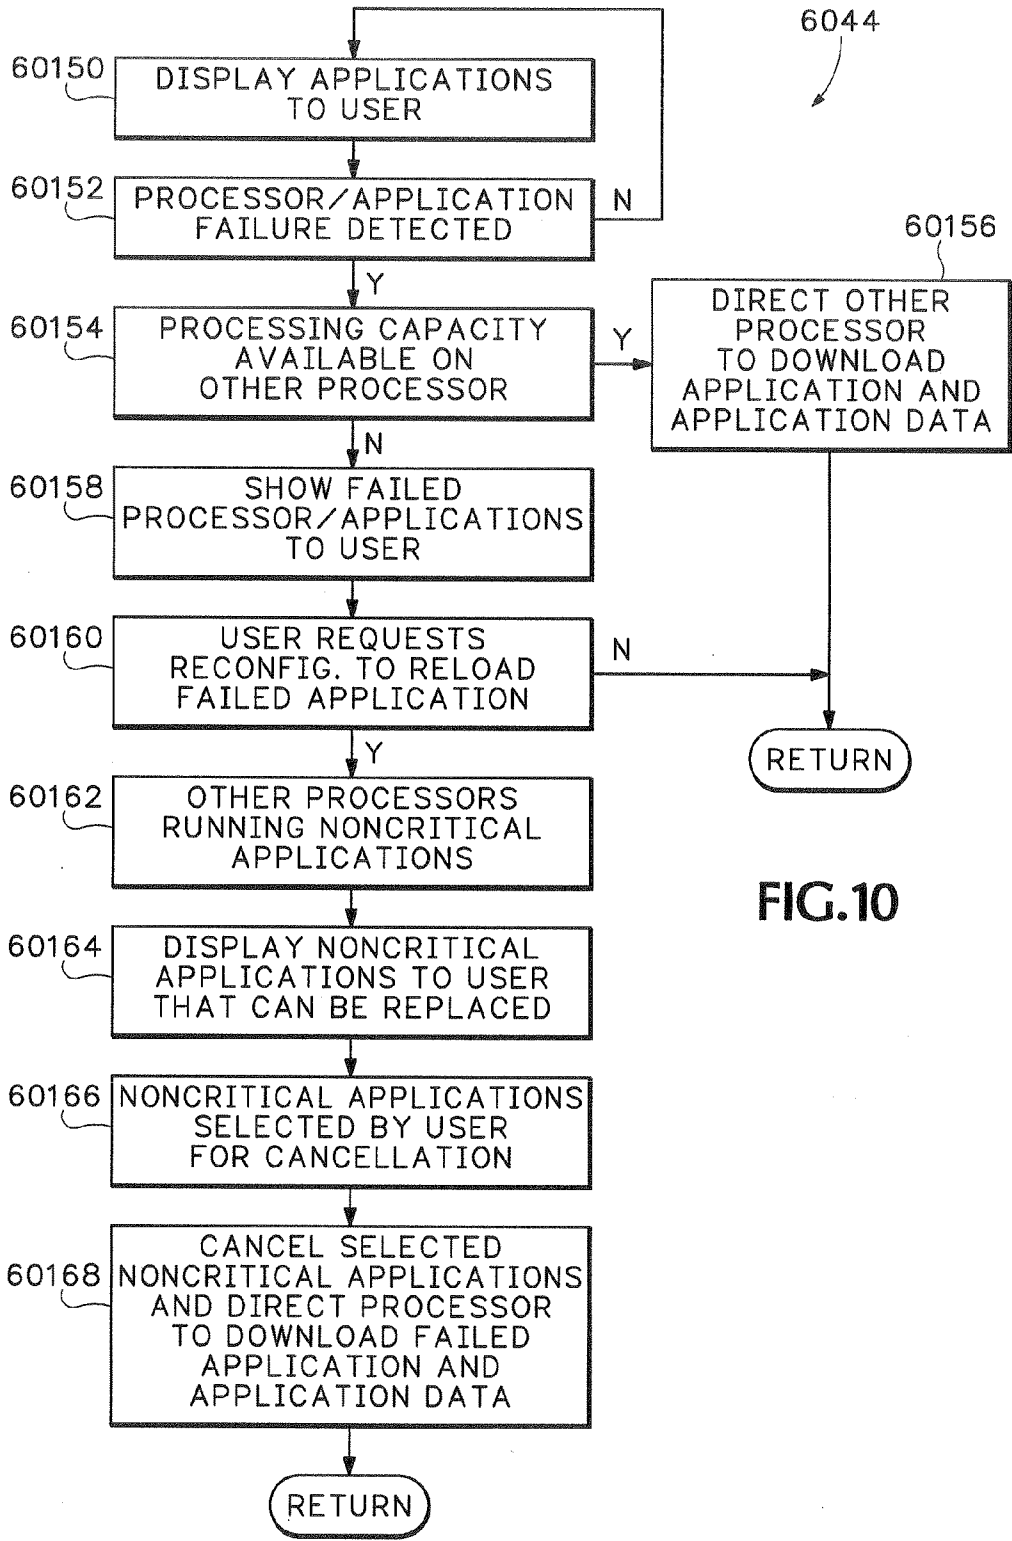 6044
60150
DISPLAY APPLICATIONS
TO USER
60152
PROCESSOR/APPLICATION
FAILURE DETECTED
N
Y
60154
PROCESSING CAPACITY
AVAILABLE ON
OTHER PROCESSOR
Y
60156
DIRECT OTHER
PROCESSOR
TO DOWNLOAD
APPLICATION AND
APPLICATION DATA
N
60158
SHOW FAILED
PROCESSOR/APPLICATIONS
TO USER
60160
USER REQUESTS
RECONFIG. TO RELOAD
FAILED APPLICATION
N
RETURN
Y
60162
OTHER PROCESSORS
RUNNING NONCRITICAL
APPLICATIONS
60164
DISPLAY NONCRITICAL
APPLICATIONS TO USER
THAT CAN BE REPLACED
60166
NONCRITICAL APPLICATIONS
SELECTED BY USER
FOR CANCELLATION
60168
CANCEL SELECTED
NONCRITICAL APPLICATIONS
AND DIRECT PROCESSOR
TO DOWNLOAD FAILED
APPLICATION AND
APPLICATION DATA
RETURN
FIG.10